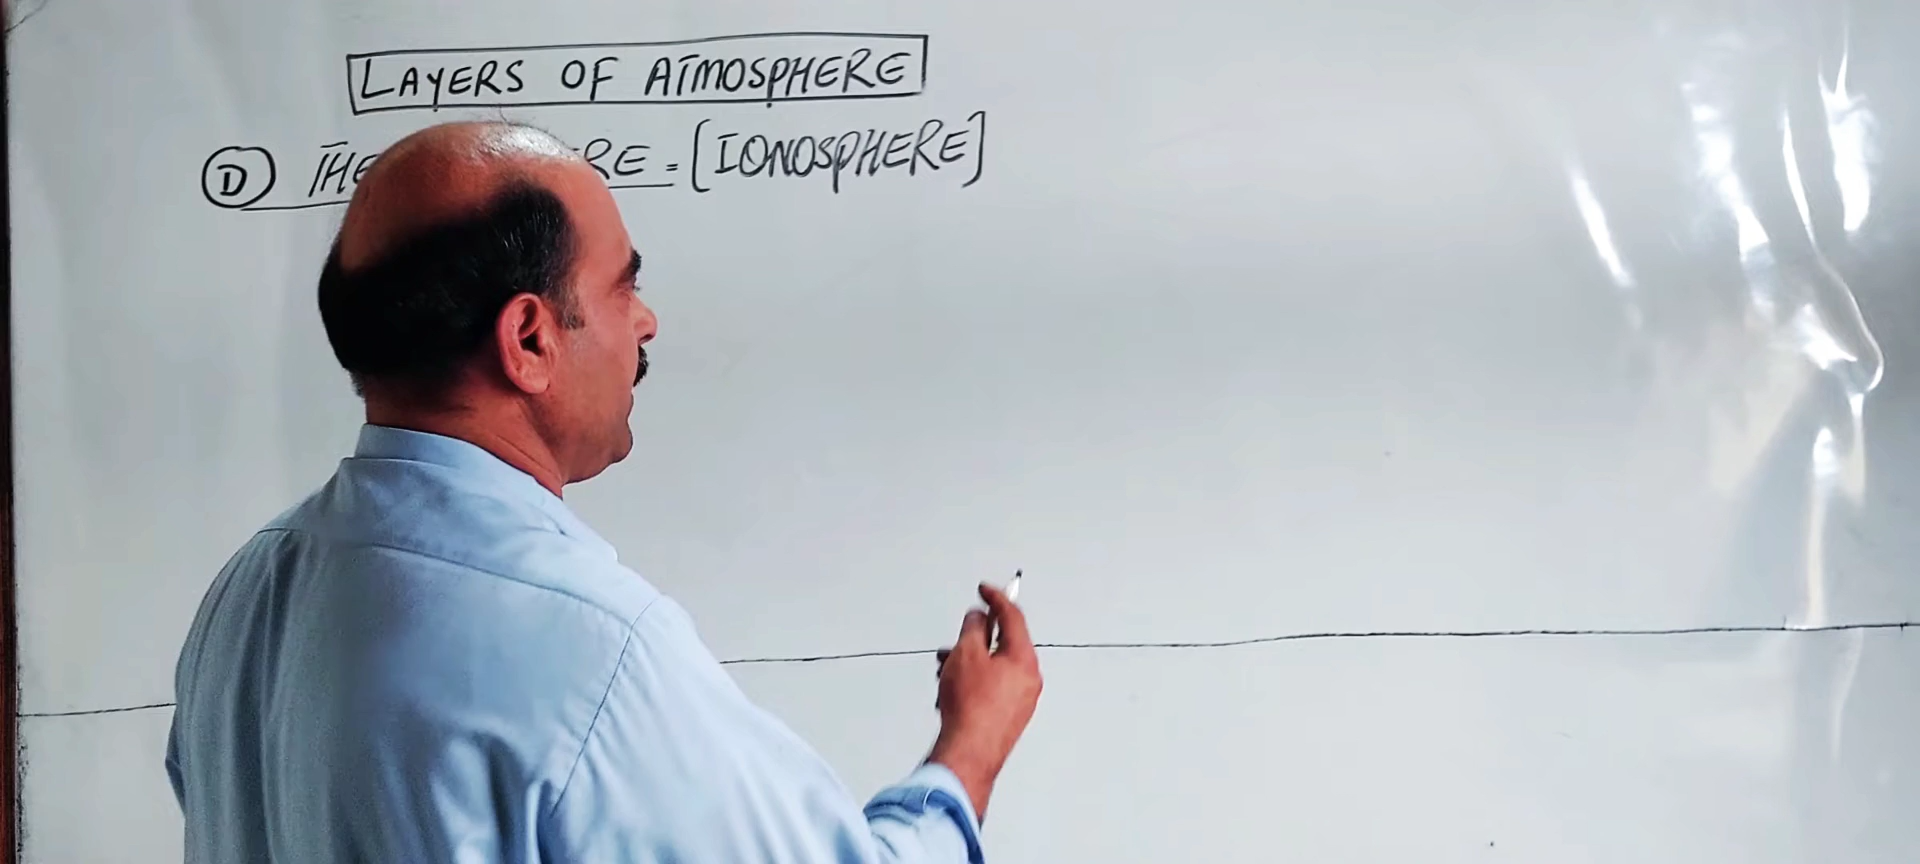 LAYERS OF ATMOSPHERE
D THE RE = [IONOSPHERE]